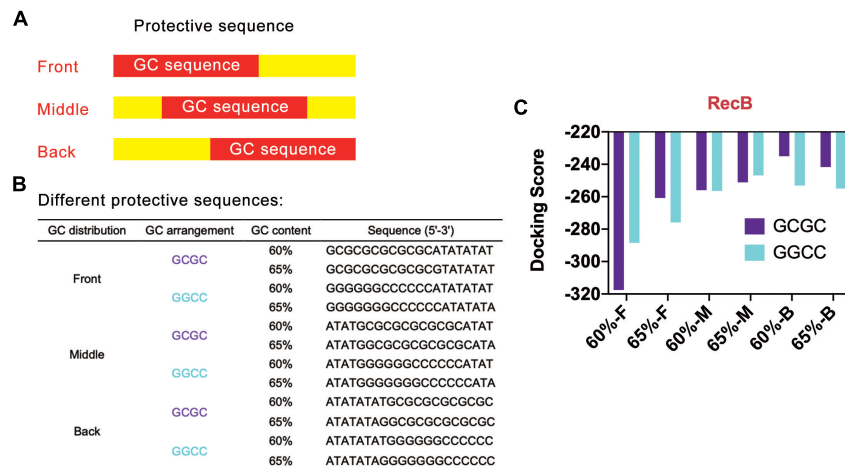 A
Protective sequence
Front GC sequence
Middle GC sequence
Back GC sequence
B
Different protective sequences:
GC distribution GC arrangement GC content Sequence (5'-3')
Front GCGC 60% GCGCGCGCGCGCATATATAT
65% GCGCGCGCGCGCGTATATAT
GGCC 60% GGGGGGCCCCCCATATATAT
65% GGGGGGGCCCCCCATATATA
Middle GCGC 60% ATATGCGCGCGCGCGCATAT
65% ATATGGCGCGCGCGCGCATA
GGCC 60% ATATGGGGGGCCCCCCATAT
65% ATATGGGGGGGCCCCCCATA
Back GCGC 60% ATATATATGCGCGCGCGCGC
65% ATATATAGGCGCGCGCGCGC
GGCC 60% ATATATATGGGGGGCCCCCC
65% ATATATAGGGGGGGCCCCCC
C
RecB
Docking Score
-220
-240
-260
-280
-300
-320
GCGC
GGCC
60%-F 65%-F 60%-M 65%-M 60%-B 65%-B